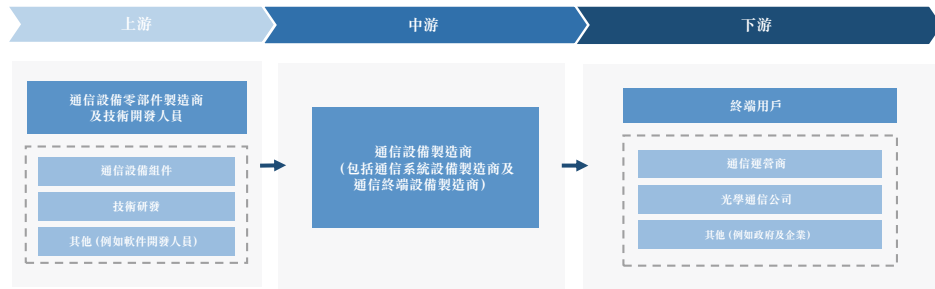 上游
中游
下游
通信設備零部件製造商
及技術開發人員
通信設備組件
技術研發
其他(例如軟件開發人員)
通信設備製造商
(包括通信系統設備製造商及
通信終端設備製造商)
終端用戶
通信運營商
光學通信公司
其他(例如政府及企業)